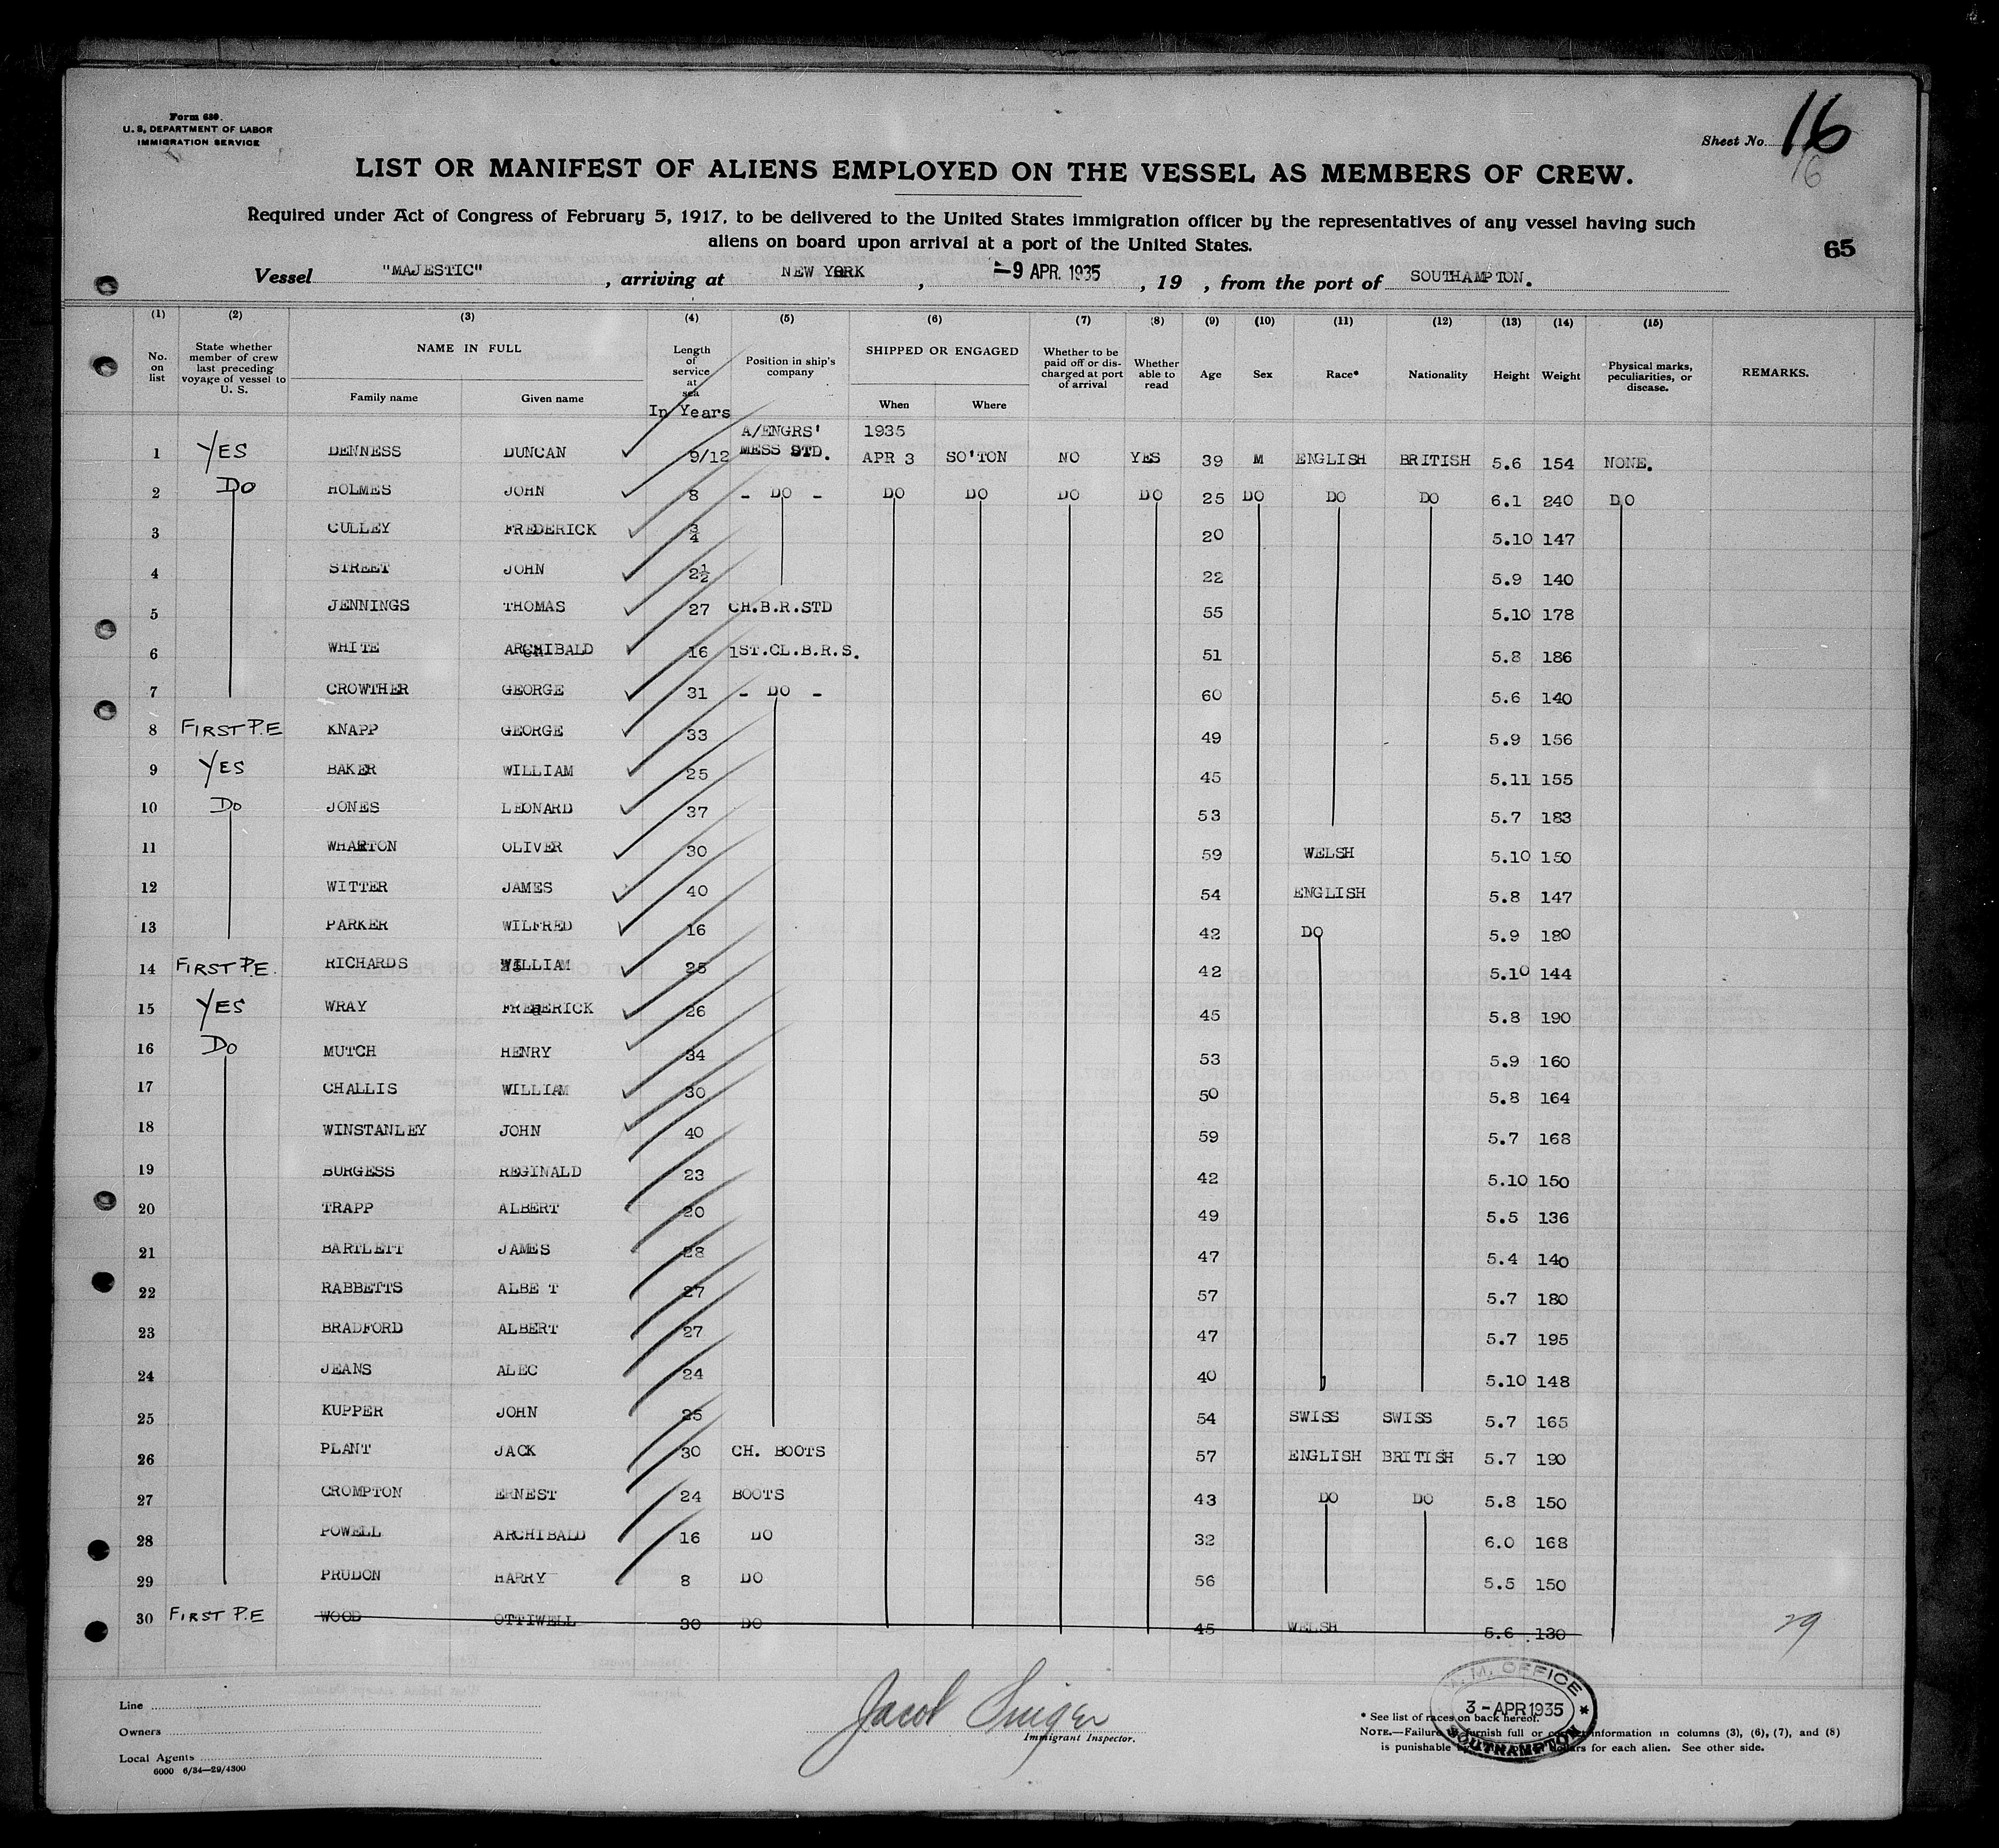 Form 680.
U. S. DEPARTMENT OF LABOR
IMMIGRATION SERVICE
Sheet No. 16
16
LIST OR MANIFEST OF ALIENS EMPLOYED ON THE VESSEL AS MEMBERS OF CREW.
Required under Act of Congress of February 5, 1917, to be delivered to the United States immigration officer by the representatives of any vessel having such
aliens on board upon arrival at a port of the United States.
65
Vessel "MAJESTIC", arriving at NEW YORK, -9 APR. 1935, 19 , from the port of SOUTHAMPTON.
(1) (2) (3) (4) (5) (6) (7) (8) (9) (10) (11) (12) (13) (14) (15)
No. on list State whether member of crew last preceding voyage of vessel to U. S. NAME IN FULL Family name Given name Length of service at sea In Years Position in ship's company SHIPPED OR ENGAGED When Where Whether to be paid off or discharged at port of arrival Whether able to read Age Sex Race* Nationality Height Weight Physical marks, peculiarities, or disease. REMARKS.
A/ENGRS' 1935
1 YES DENNESS DUNCAN 9/12 MESS STD. APR 3 SO'TON NO YES 39 M ENGLISH BRITISH 5.6 154 NONE.
2 DO HOLMES JOHN 8 - DO - DO DO DO DO 25 DO DO DO 6.1 240 DO
3 CULLEY FREDERICK 3/4 20 5.10 147
4 STREET JOHN 2½ 22 5.9 140
5 JENNINGS THOMAS 27 CH.B.R.STD 55 5.10 178
6 WHITE ARCHIBALD 16 1ST.CL.B.R.S. 51 5.8 186
7 CROWTHER GEORGE 31 - DO - 60 5.6 140
8 FIRST P.E KNAPP GEORGE 33 49 5.9 156
9 YES BAKER WILLIAM 25 45 5.11 155
10 Do JONES LEONARD 37 53 5.7 183
11 WHARTON OLIVER 30 59 WELSH 5.10 150
12 WITTER JAMES 40 54 ENGLISH 5.8 147
13 PARKER WILFRED 16 42 DO 5.9 180
14 FIRST P.E. RICHARDS WILLIAM 25 42 5.10 144
15 YES WRAY FREDERICK 26 45 5.8 190
16 Do MUTCH HENRY 34 53 5.9 160
17 CHALLIS WILLIAM 30 50 5.8 164
18 WINSTANLEY JOHN 40 59 5.7 168
19 BURGESS REGINALD 23 42 5.10 150
20 TRAPP ALBERT 20 49 5.5 136
21 BARTLETT JAMES 28 47 5.4 140
22 RABBETTS ALBE T 27 57 5.7 180
23 BRADFORD ALBERT 27 47 5.7 195
24 JEANS ALEC 24 40 5.10 148
25 KUPPER JOHN 25 54 SWISS SWISS 5.7 165
26 PLANT JACK 30 CH. BOOTS 57 ENGLISH BRITISH 5.7 190
27 CROMPTON ERNEST 24 BOOTS 43 DO DO 5.8 150
28 POWELL ARCHIBALD 16 DO 32 6.0 168
29 PRUDON HARRY 8 DO 56 5.5 150
30 FIRST P.E WOOD OTTIWELL 30 DO 45 WELSH 5.6 130
29
Line
Owners
Local Agents
6000 6/34—29/4300
Jacob
Immigrant Inspector.
M. OFFICE
3 - APR 1935
SOUTHAMPTON
* See list of races on back hereof.
NOTE.—Failure furnish full or information in columns (3), (6), (7), and (8)
is punishable for each alien. See other side.